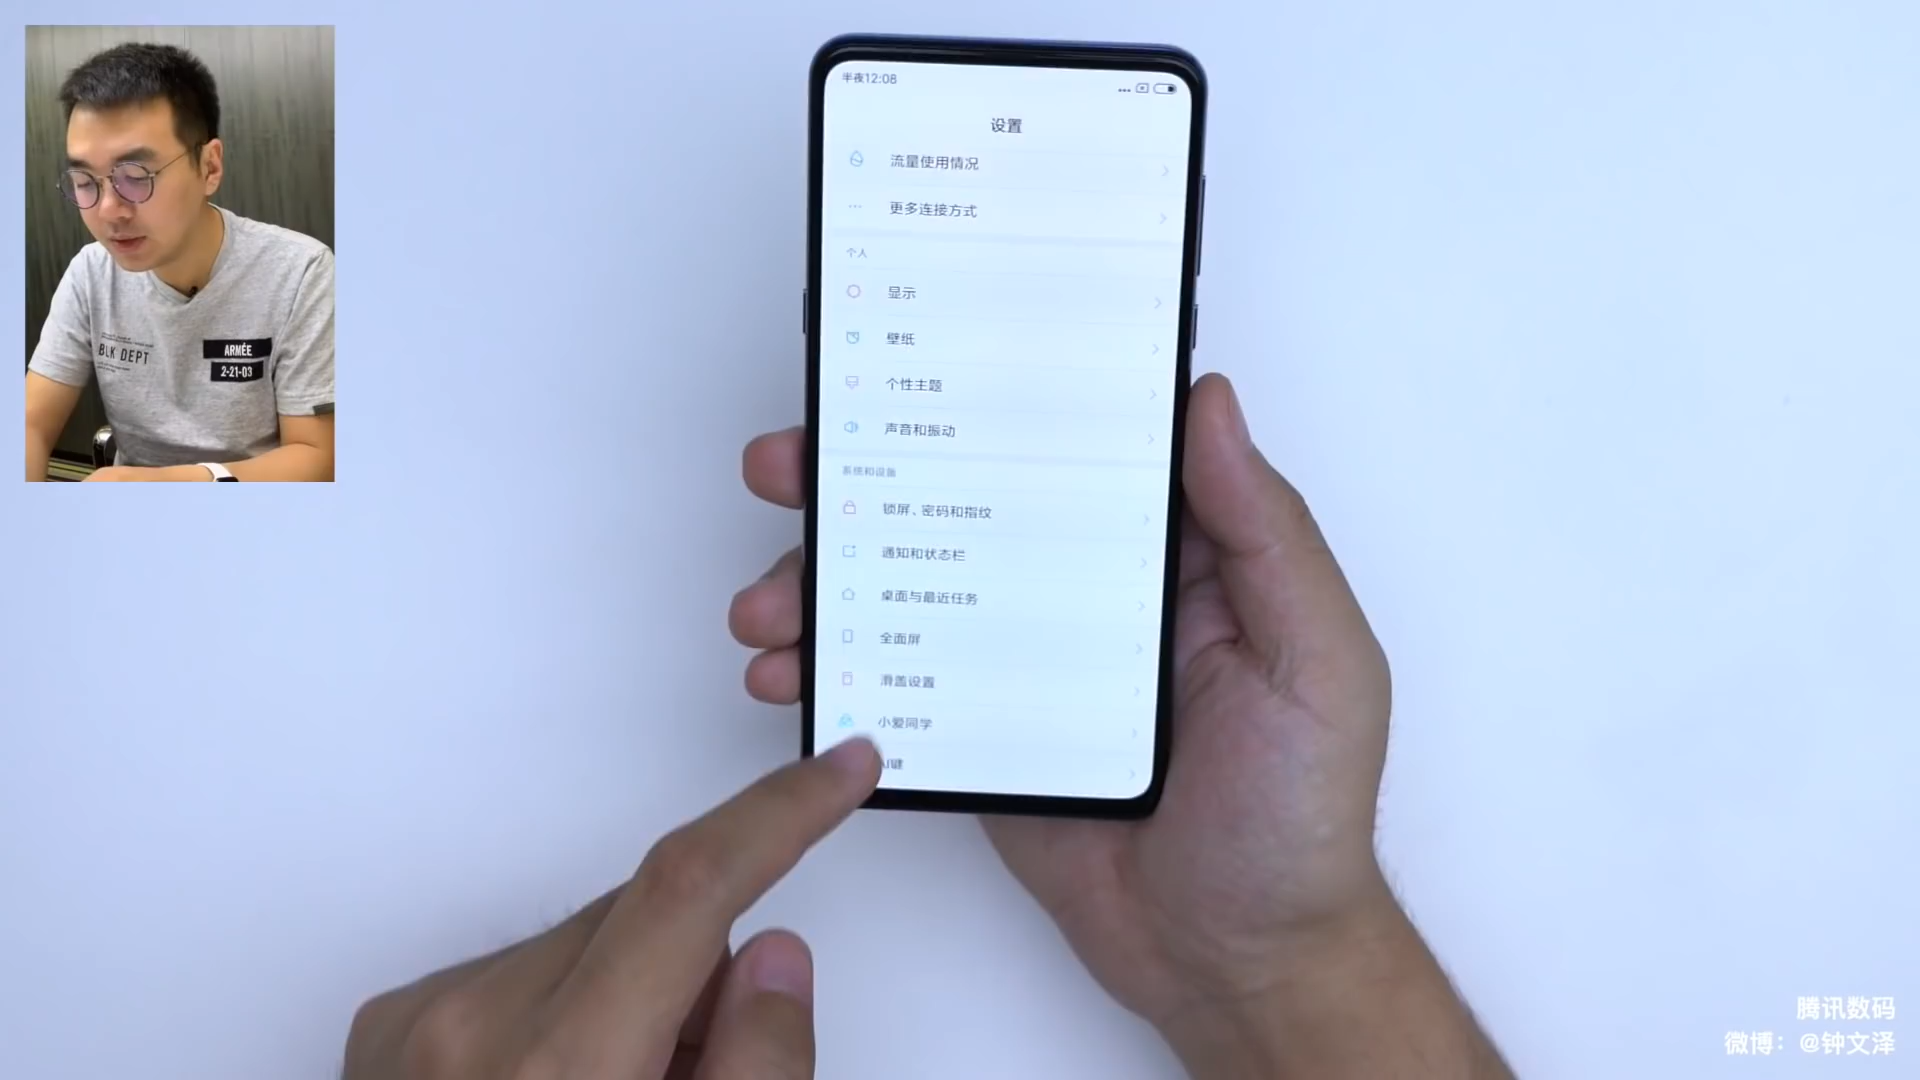 BLK DEPT
ARMÉE
2-21-03
半夜12:08
设置
流量使用情况
更多连接方式
个人
显示
壁纸
个性主题
声音和振动
系统和设备
锁屏、密码和指纹
通知和状态栏
桌面与最近任务
全面屏
滑盖设置
小爱同学
AI键
腾讯数码
微博：@钟文泽